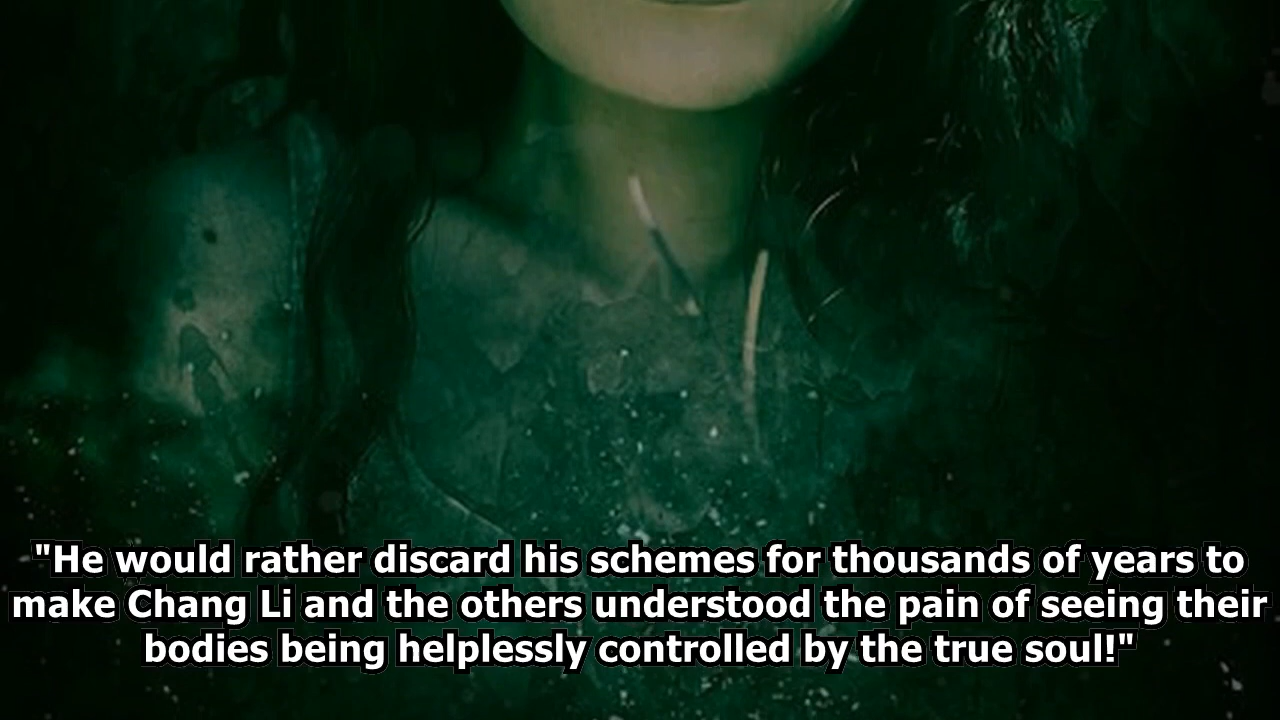 "He would rather discard his schemes for thousands of years to
make Chang Li and the others understood the pain of seeing their
bodies being helplessly controlled by the true soul!"